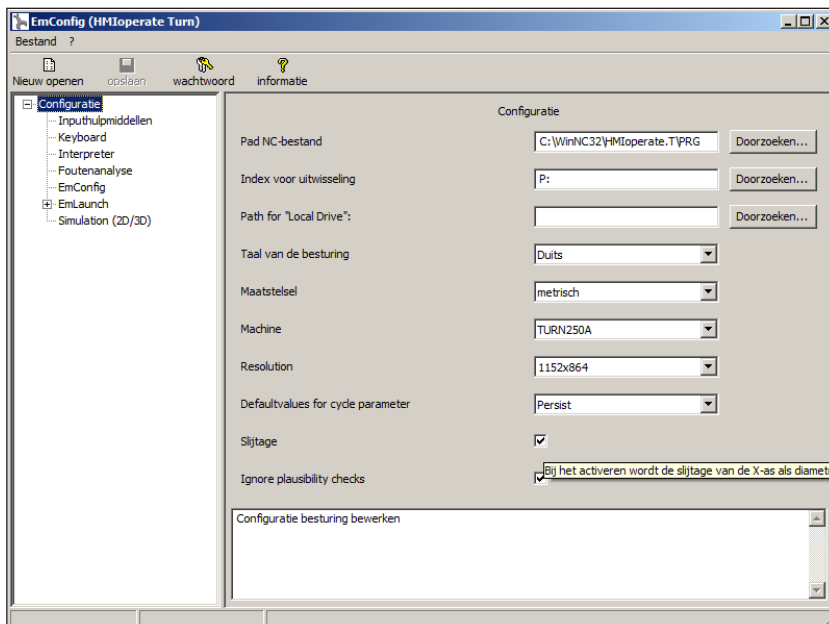 EmConfig (HMIoperate Turn)
Bestand ?
Nieuw openen opslaan wachtwoord informatie
Configuratie
Inputhulpmiddellen
Keyboard
Interpreter
Foutenanalyse
EmConfig
EmLaunch
Simulation (2D/3D)
Configuratie
Pad NC-bestand C:\WinNC32\HMIoperate.T\PRG Doorzoeken...
Index voor uitwisseling P: Doorzoeken...
Path for "Local Drive": Doorzoeken...
Taal van de besturing Duits
Maatstelsel metrisch
Machine TURN250A
Resolution 1152x864
Defaultvalues for cycle parameter Persist
Slijtage
Bij het activeren wordt de slijtage van de X-as als diamet
Ignore plausibility checks
Configuratie besturing bewerken